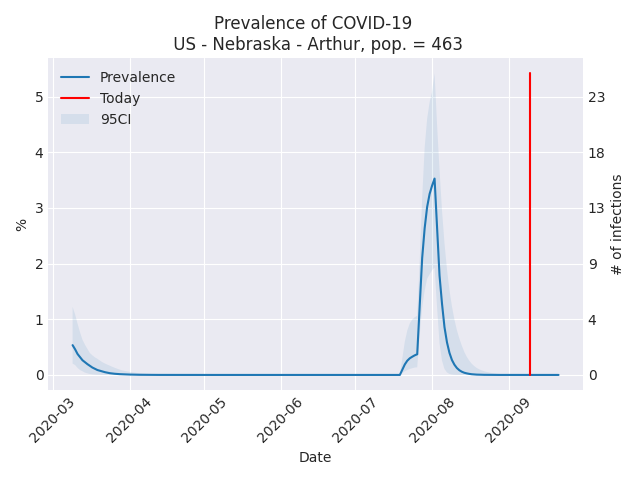 Prevalence of COVID-19
US - Nebraska - Arthur, pop. = 463
Prevalence
Today
95CI
5
4
3
2
1
0
%
23
18
13
9
4
0
# of infections
2020-03
2020-04
2020-05
2020-06
2020-07
2020-08
2020-09
Date